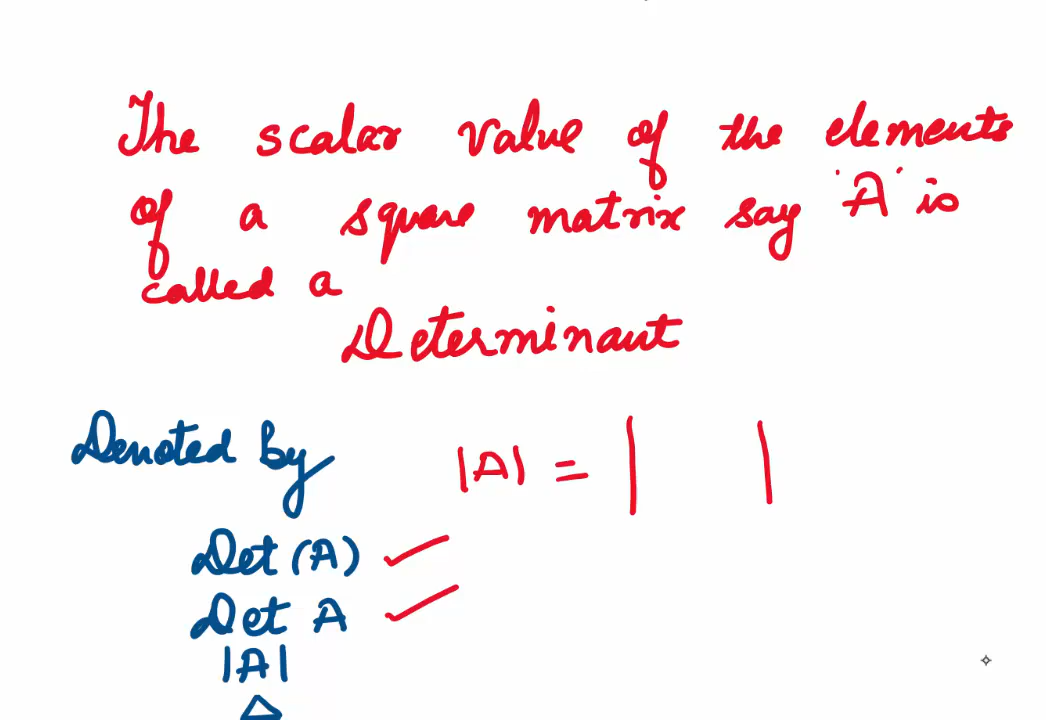 The scalar value of the elements
of a square matrix say 'A' is
called a
Determinant
Denoted by
|A| = | |
Det (A)
Det A
|A|
Δ